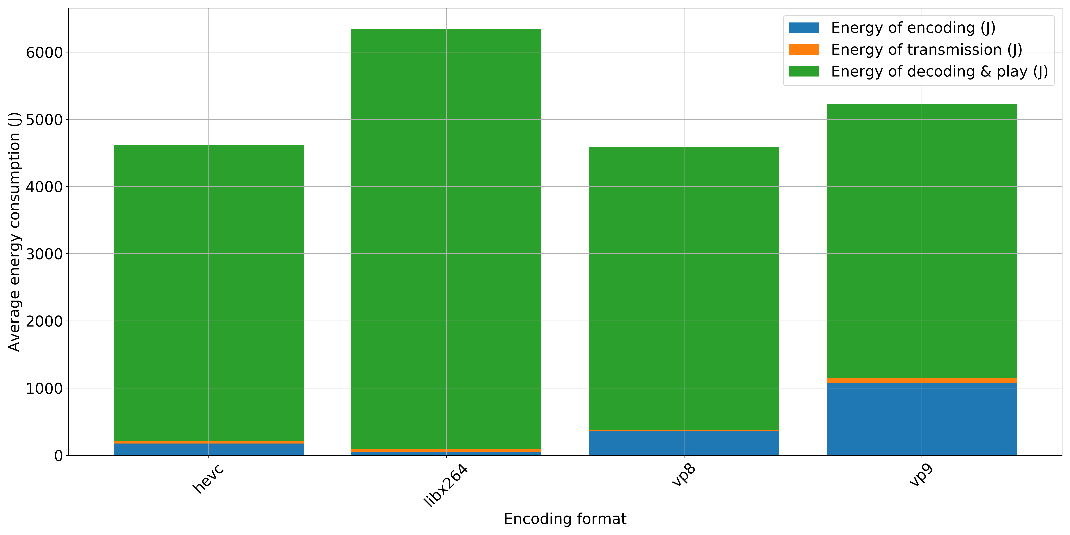 Energy of encoding (J)
Energy of transmission (J)
Energy of decoding & play (J)
Average energy consumption (J)
6000
5000
4000
3000
2000
1000
0
hevc
libx264
vp8
vp9
Encoding format